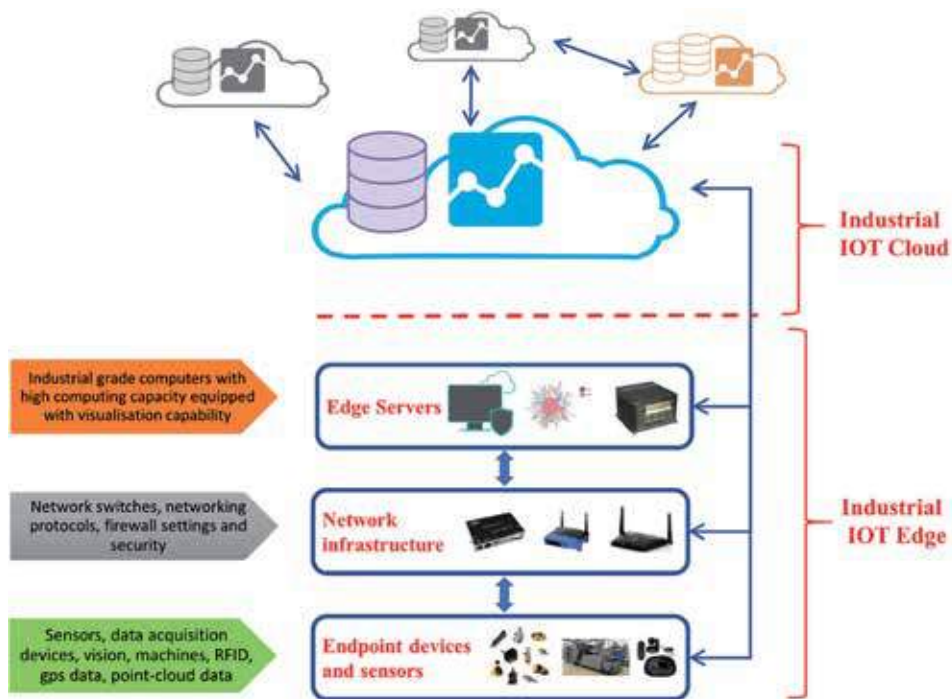 Industrial
IOT Cloud
Industrial grade computers with
high computing capacity equipped
with visualisation capability
Edge Servers
Network switches, networking
protocols, firewall settings and
security
Network
infrastructure
Industrial
IOT Edge
Sensors, data acquisition
devices, vision, machines, RFID,
gps data, point-cloud data
Endpoint devices
and sensors